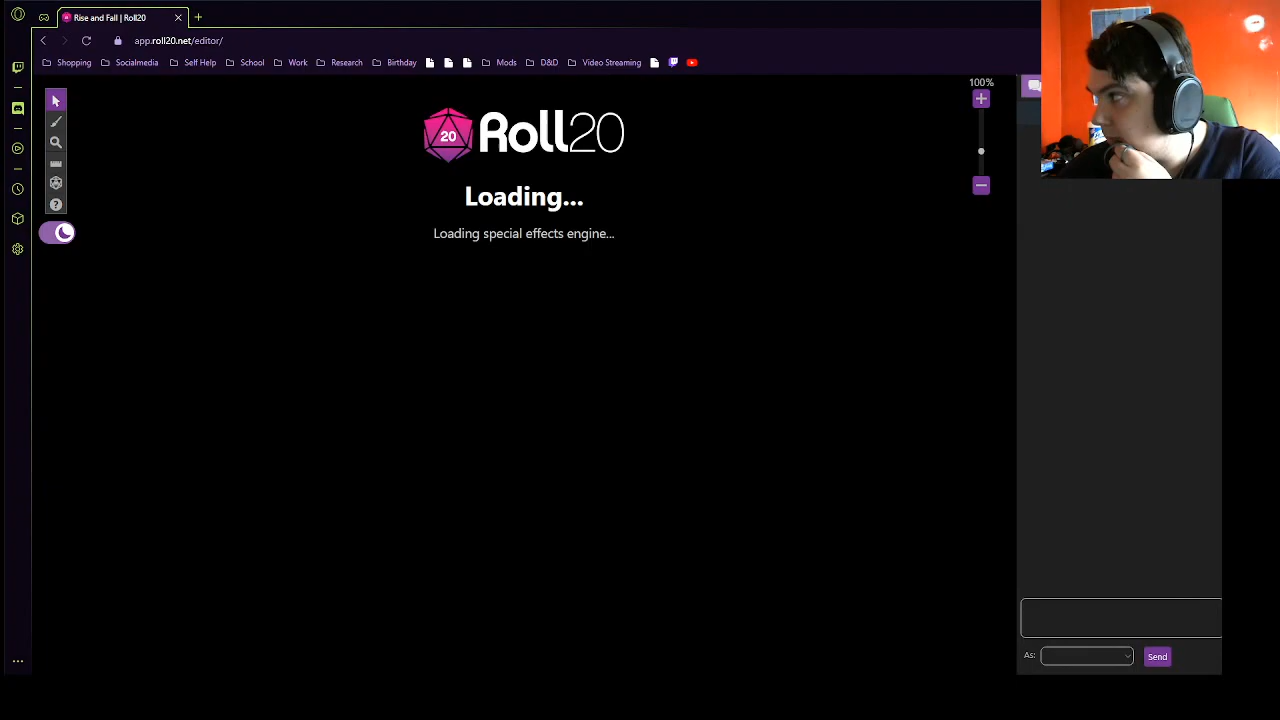 Rise and Fall | Roll20
app.roll20.net/editor/
Shopping Socialmedia Self Help School Work Research Birthday Mods D&D Video Streaming
100%
20 Roll20
Loading...
Loading special effects engine...
As:
Send